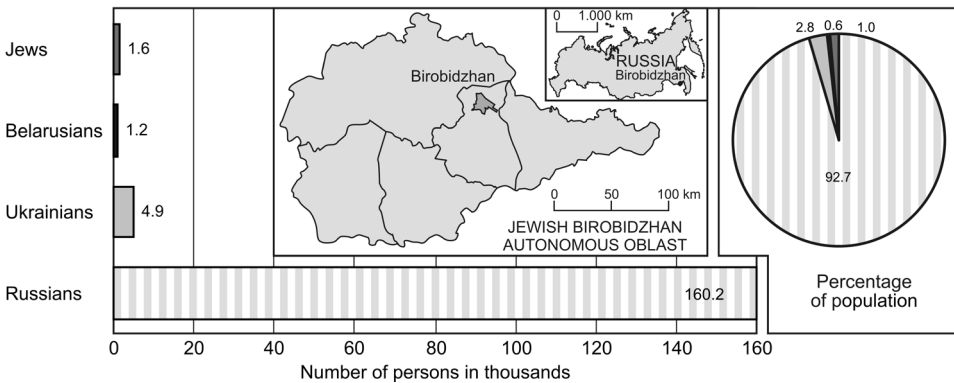 Jews
1.6
Belarusians
1.2
Ukrainians
4.9
Russians
160.2
0 20 40 60 80 100 120 140 160
Number of persons in thousands
Birobidzhan
0 50 100 km
JEWISH BIROBIDZHAN
AUTONOMOUS OBLAST
0 1.000 km
RUSSIA
Birobidzhan
2.8 0.6 1.0
92.7
Percentage
of population